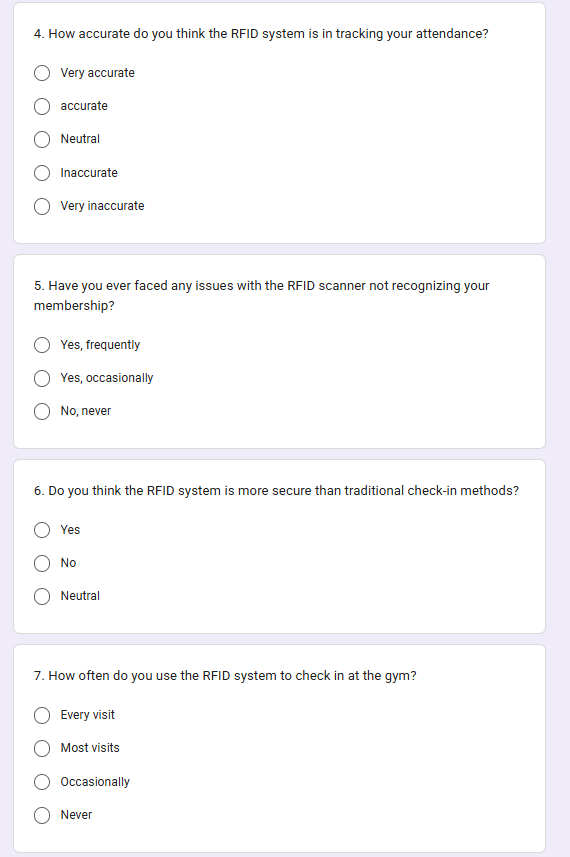 4. How accurate do you think the RFID system is in tracking your attendance?
Very accurate
accurate
Neutral
Inaccurate
Very inaccurate
5. Have you ever faced any issues with the RFID scanner not recognizing your
membership?
Yes, frequently
Yes, occasionally
No, never
6. Do you think the RFID system is more secure than traditional check-in methods?
Yes
No
Neutral
7. How often do you use the RFID system to check in at the gym?
Every visit
Most visits
Occasionally
Never